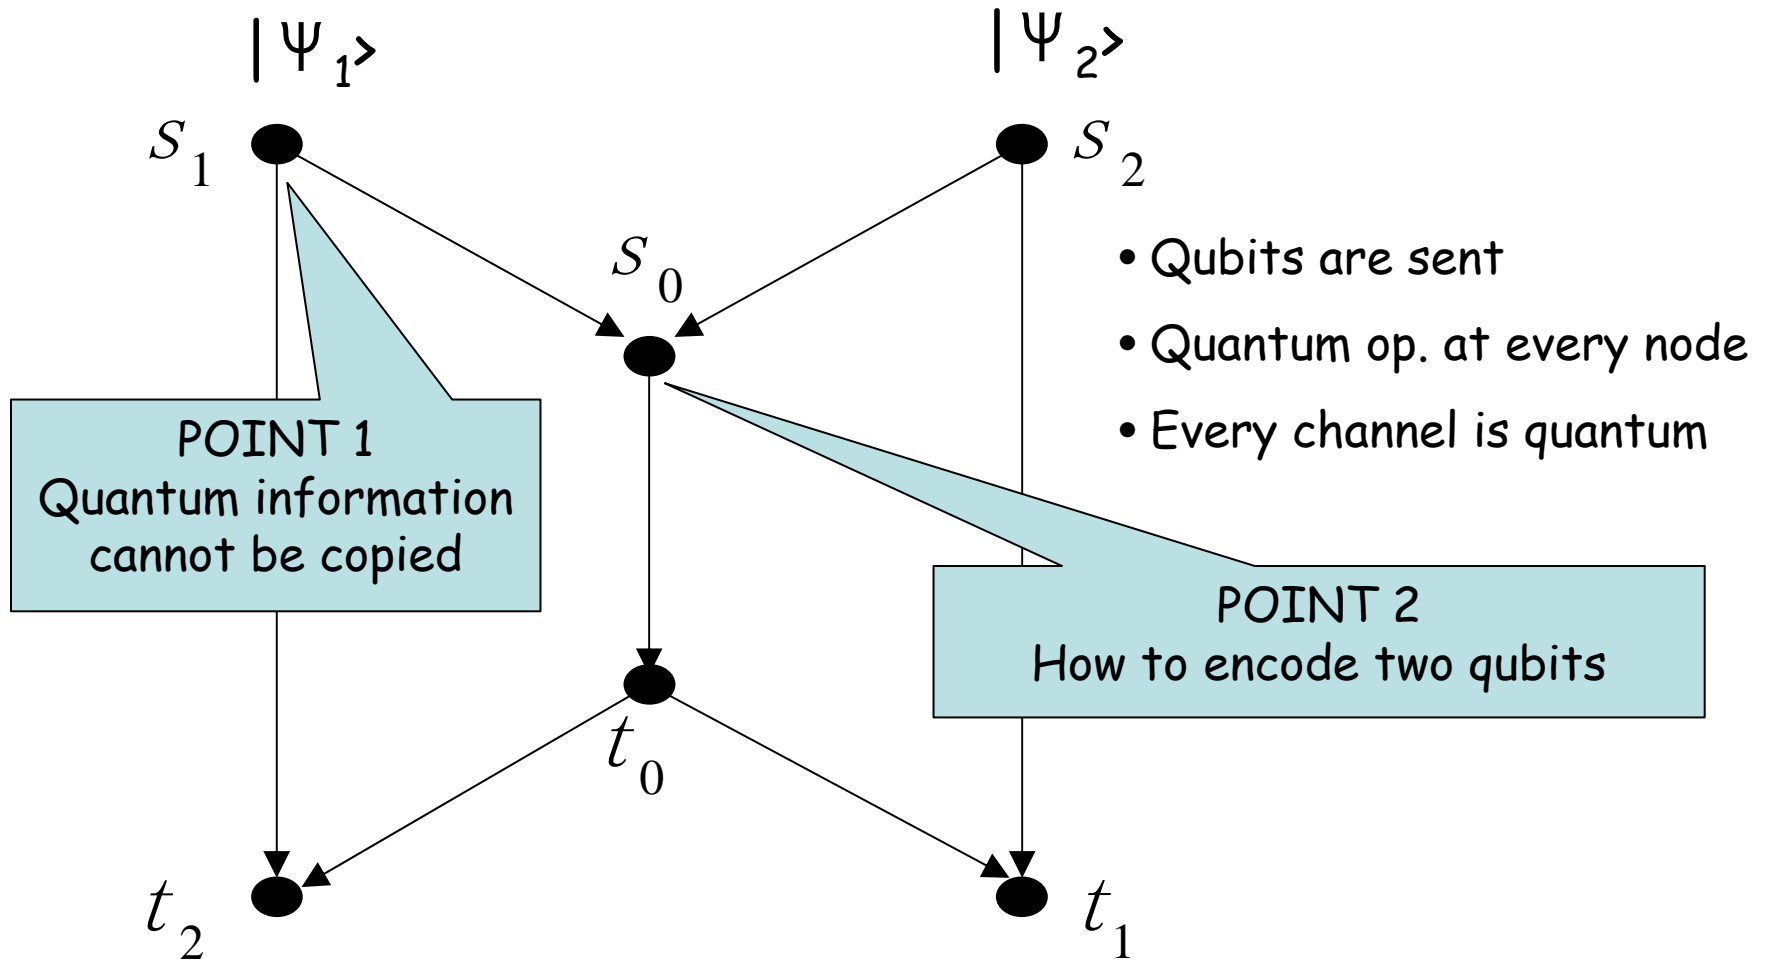 |Ψ₁>
|Ψ₂>
s₁
s₂
s₀
• Qubits are sent
• Quantum op. at every node
• Every channel is quantum
POINT 1
Quantum information
cannot be copied
POINT 2
How to encode two qubits
t₀
t₂
t₁